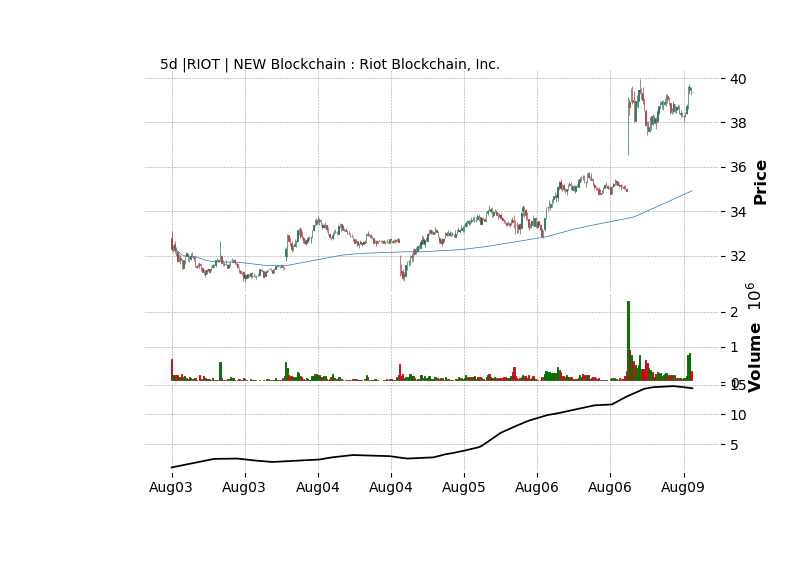 5d |RIOT | NEW Blockchain : Riot Blockchain, Inc.
40
38
36
34
32
Price
2
1
0
Volume 10^6
15
10
5
Aug03 Aug03 Aug04 Aug04 Aug05 Aug06 Aug06 Aug09